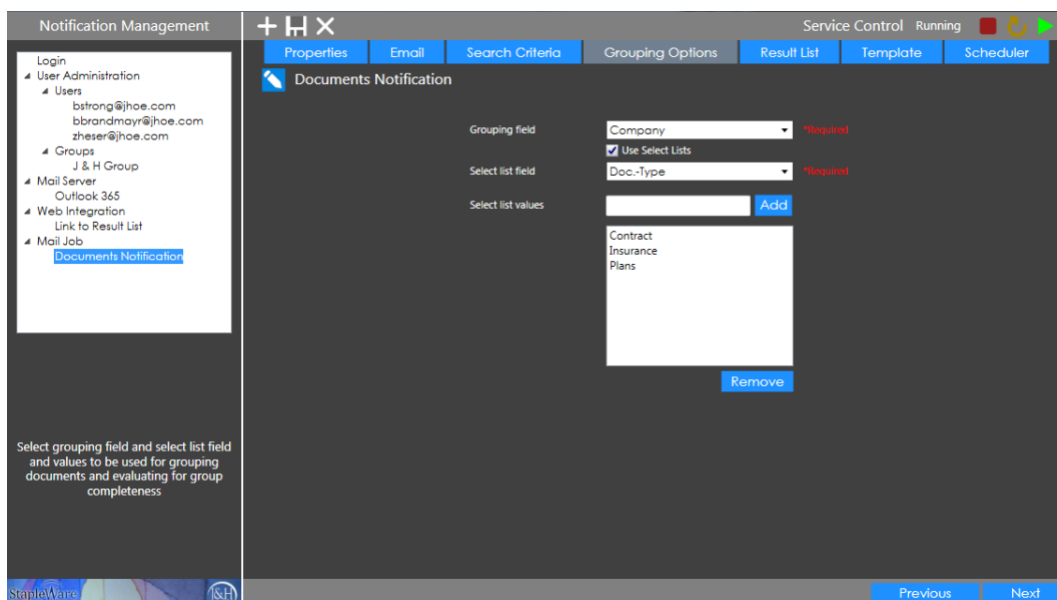 Notification Management
Service Control Running
Login
User Administration
Users
bstrong@jhoe.com
bbrandmayr@jhoe.com
zheser@jhoe.com
Groups
J & H Group
Mail Server
Outlook 365
Web Integration
Link to Result List
Mail Job
Documents Notification
Select grouping field and select list field
and values to be used for grouping
documents and evaluating for group
completeness
StapleWare
J&H
Properties Email Search Criteria Grouping Options Result List Template Scheduler
Documents Notification
Grouping field Company *Required
Use Select Lists
Select list field Doc.-Type *Required
Select list values Add
Contract
Insurance
Plans
Remove
Previous Next